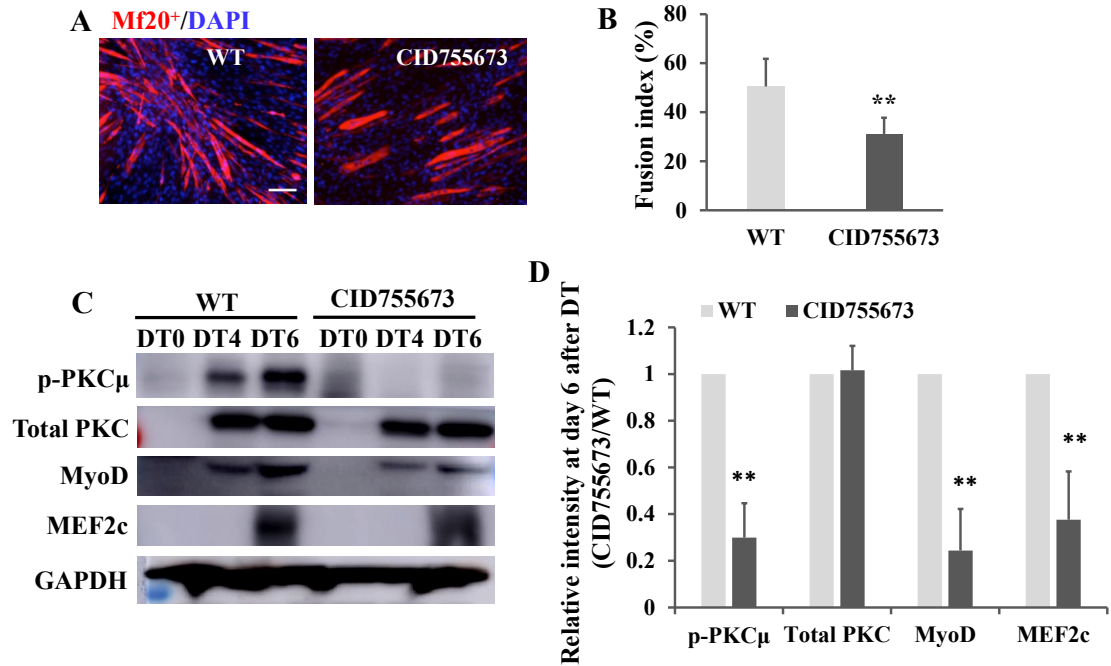 A
Mf20⁺/DAPI
WT
CID755673
B
Fusion index (%)
80
60
40
20
0
**
WT
CID755673
C
WT
CID755673
DT0 DT4 DT6 DT0 DT4 DT6
p-PKCμ
Total PKC
MyoD
MEF2c
GAPDH
D
Relative intensity at day 6 after DT
(CID755673/WT)
WT
CID755673
1.2
1
0.8
0.6
0.4
0.2
0
**
**
**
p-PKCμ
Total PKC
MyoD
MEF2c